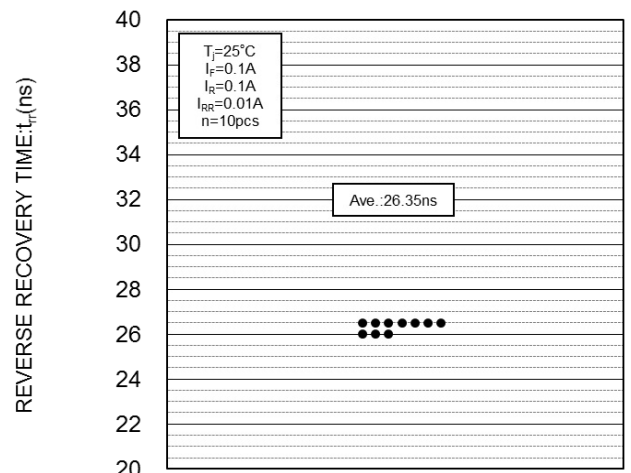 REVERSE RECOVERY TIME:trr(ns)
40
38
36
34
32
30
28
26
24
22
20
Tj=25°C
IF=0.1A
IR=0.1A
IRR=0.01A
n=10pcs
Ave.:26.35ns